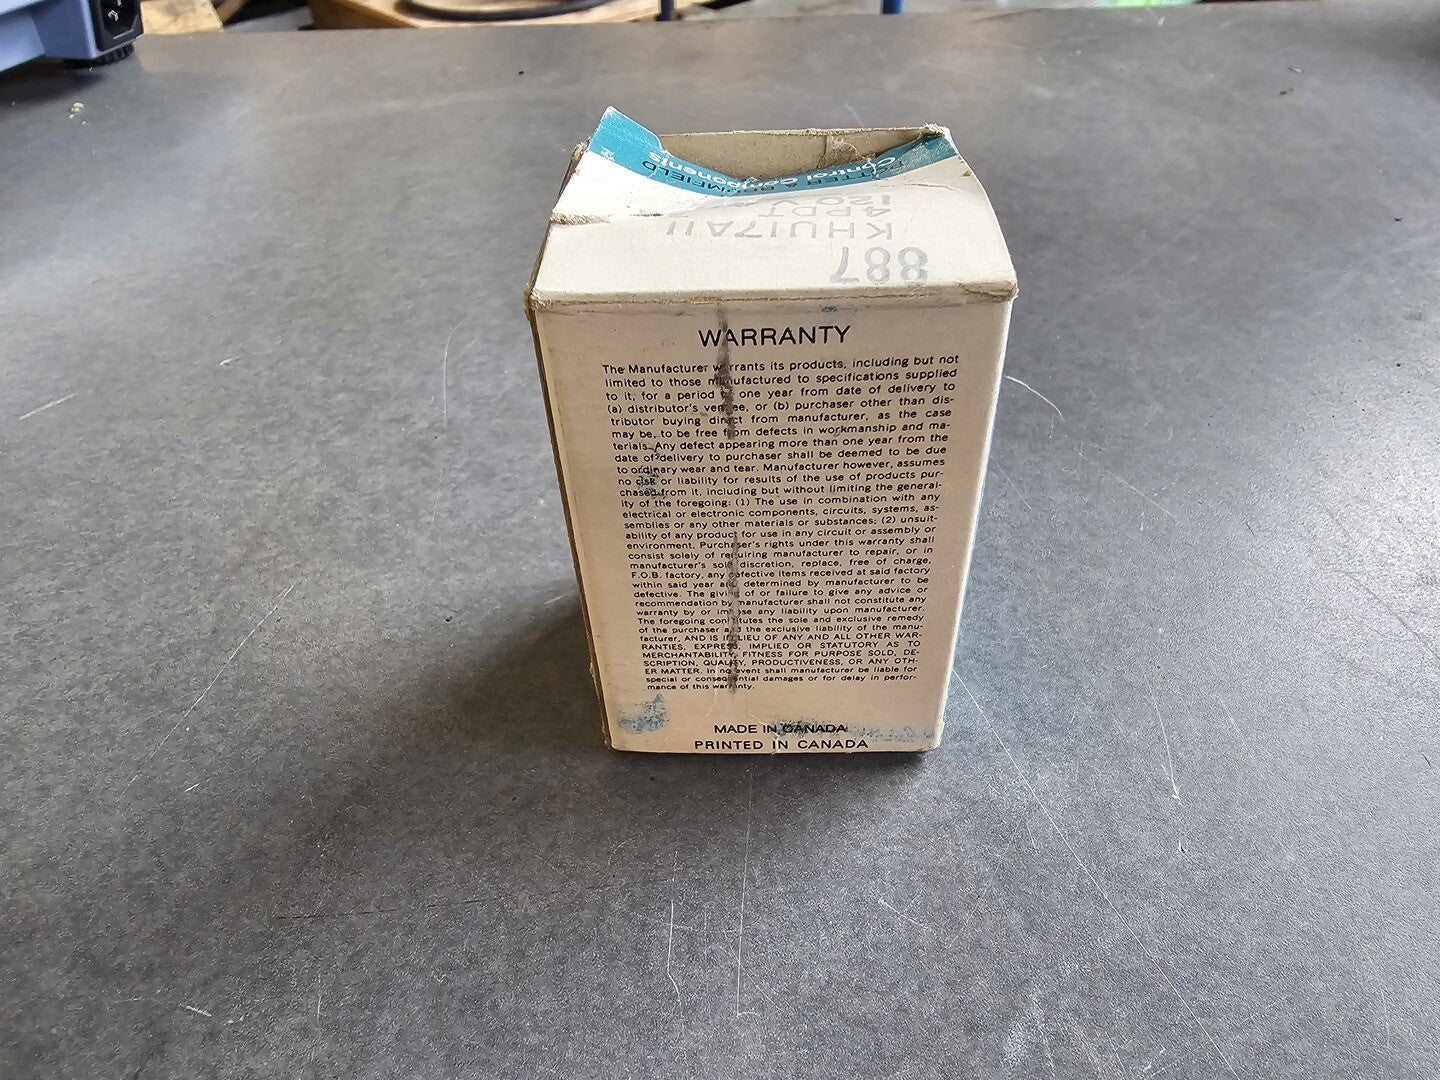 POTTER & BRUMFIELD
Control Components
120 V
4PDT
KHU17A11
887
WARRANTY
The Manufacturer warrants its products, including but not
limited to those manufactured to specifications supplied
to it, for a period of one year from date of delivery to
(a) distributor's vendee, or (b) purchaser other than dis-
tributor buying direct from manufacturer, as the case
may be, to be free from defects in workmanship and ma-
terials. Any defect appearing more than one year from the
date of delivery to purchaser shall be deemed to be due
to ordinary wear and tear. Manufacturer however, assumes
no risk or liability for results of the use of products pur-
chased from it, including but without limiting the general-
ity of the foregoing: (1) The use in combination with any
electrical or electronic components, circuits, systems, as-
semblies or any other materials or substances; (2) unsuit-
ability of any product for use in any circuit or assembly or
environment. Purchaser's rights under this warranty shall
consist solely of requiring manufacturer to repair, or in
manufacturer's sole discretion, replace, free of charge,
F.O.B. factory, any defective items received at said factory
within said year and determined by manufacturer to be
defective. The giving of or failure to give any advice or
recommendation by manufacturer shall not constitute any
warranty by or impose any liability upon manufacturer.
The foregoing constitutes the sole and exclusive remedy
of the purchaser and the exclusive liability of the manu-
facturer, AND IS IN LIEU OF ANY AND ALL OTHER WAR-
RANTIES, EXPRESS, IMPLIED OR STATUTORY AS TO
MERCHANTABILITY, FITNESS FOR PURPOSE SOLD, DE-
SCRIPTION, QUALITY, PRODUCTIVENESS, OR ANY OTH-
ER MATTER. In no event shall manufacturer be liable for
special or consequential damages or for delay in perfor-
mance of this warranty.
MADE IN CANADA
PRINTED IN CANADA